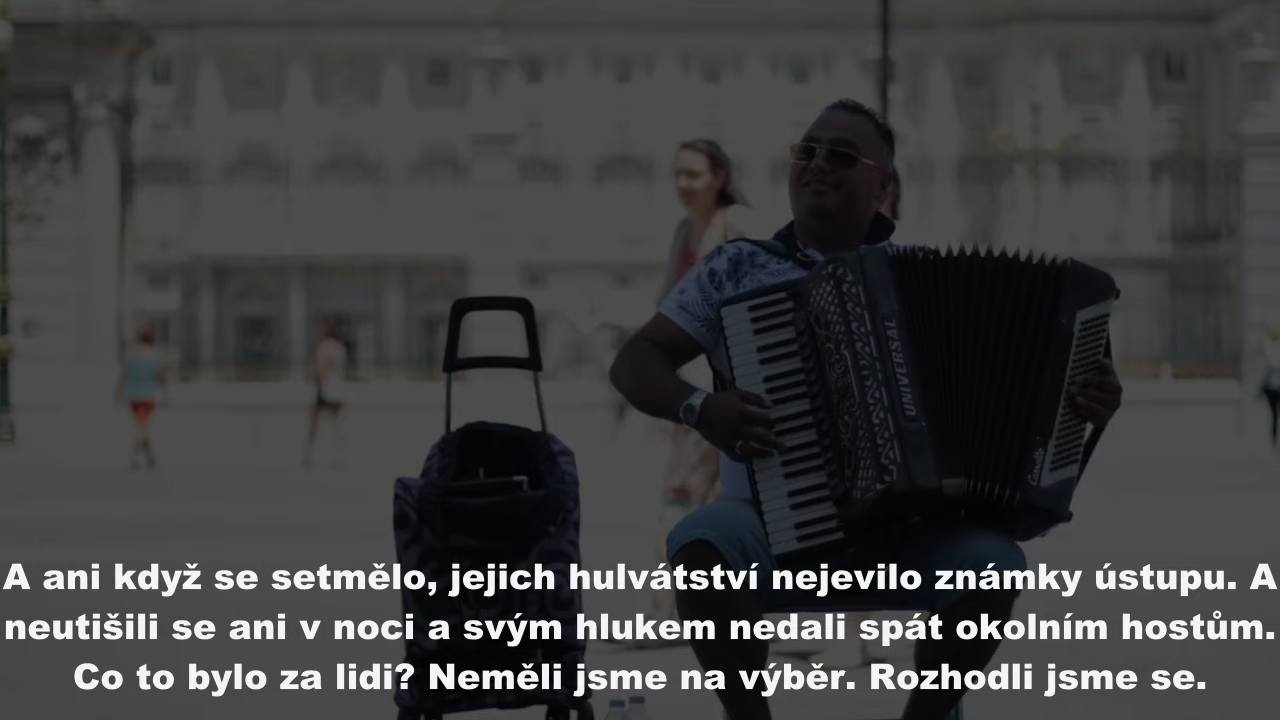 UNIVERSAL
A ani když se setmělo, jejich hulvátství nejevilo známky ústupu. A
neutišili se ani v noci a svým hlukem nedali spát okolním hostům.
Co to bylo za lidi? Neměli jsme na výběr. Rozhodli jsme se.